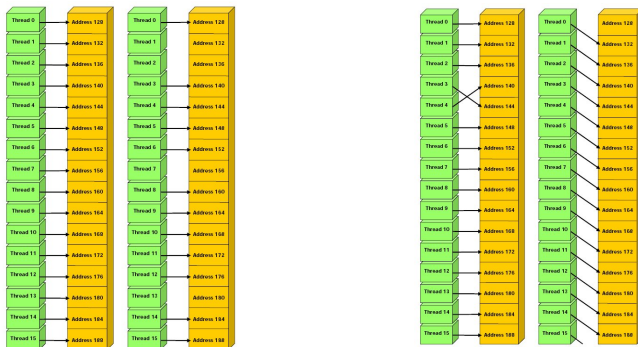 Thread 0 Address 128 Thread 0 Address 128 Thread 0 Address 128 Thread 0 Address 128
Thread 1 Address 132 Thread 1 Address 132 Thread 1 Address 132 Thread 1 Address 132
Thread 2 Address 136 Thread 2 Address 136 Thread 2 Address 136 Thread 2 Address 136
Thread 3 Address 140 Thread 3 Address 140 Thread 3 Address 140 Thread 3 Address 140
Thread 4 Address 144 Thread 4 Address 144 Thread 4 Address 144 Thread 4 Address 144
Thread 5 Address 148 Thread 5 Address 148 Thread 5 Address 148 Thread 5 Address 148
Thread 6 Address 152 Thread 6 Address 152 Thread 6 Address 152 Thread 6 Address 152
Thread 7 Address 156 Thread 7 Address 156 Thread 7 Address 156 Thread 7 Address 156
Thread 8 Address 160 Thread 8 Address 160 Thread 8 Address 160 Thread 8 Address 160
Thread 9 Address 164 Thread 9 Address 164 Thread 9 Address 164 Thread 9 Address 164
Thread 10 Address 168 Thread 10 Address 168 Thread 10 Address 168 Thread 10 Address 168
Thread 11 Address 172 Thread 11 Address 172 Thread 11 Address 172 Thread 11 Address 172
Thread 12 Address 176 Thread 12 Address 176 Thread 12 Address 176 Thread 12 Address 176
Thread 13 Address 180 Thread 13 Address 180 Thread 13 Address 180 Thread 13 Address 180
Thread 14 Address 184 Thread 14 Address 184 Thread 14 Address 184 Thread 14 Address 184
Thread 15 Address 188 Thread 15 Address 188 Thread 15 Address 188 Thread 15 Address 188